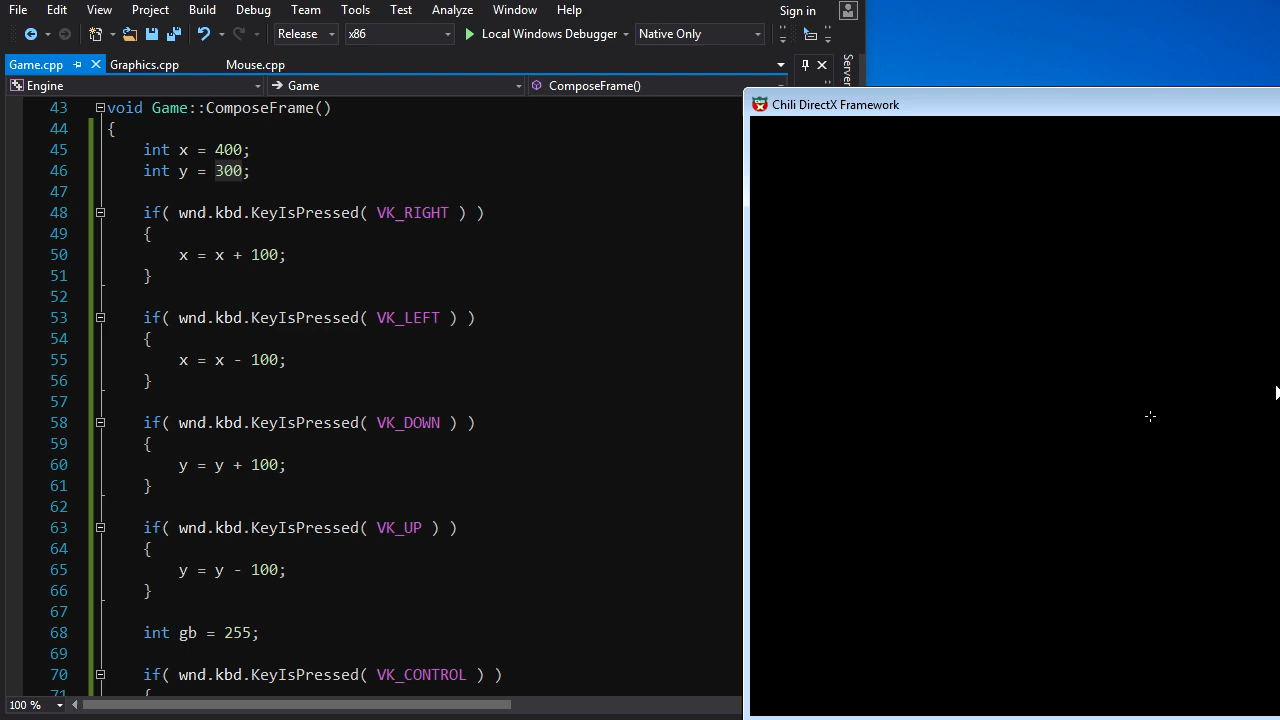 File Edit View Project Build Debug Team Tools Test Analyze Window Help Sign in
Release x86 Local Windows Debugger Native Only
Game.cpp Graphics.cpp Mouse.cpp
Engine Game ComposeFrame()
Server
Chili DirectX Framework
43 void Game::ComposeFrame()
44 {
45 int x = 400;
46 int y = 300;
47
48 if( wnd.kbd.KeyIsPressed( VK_RIGHT ) )
49 {
50 x = x + 100;
51 }
52
53 if( wnd.kbd.KeyIsPressed( VK_LEFT ) )
54 {
55 x = x - 100;
56 }
57
58 if( wnd.kbd.KeyIsPressed( VK_DOWN ) )
59 {
60 y = y + 100;
61 }
62
63 if( wnd.kbd.KeyIsPressed( VK_UP ) )
64 {
65 y = y - 100;
66 }
67
68 int gb = 255;
69
70 if( wnd.kbd.KeyIsPressed( VK_CONTROL ) )
71 {
100 %